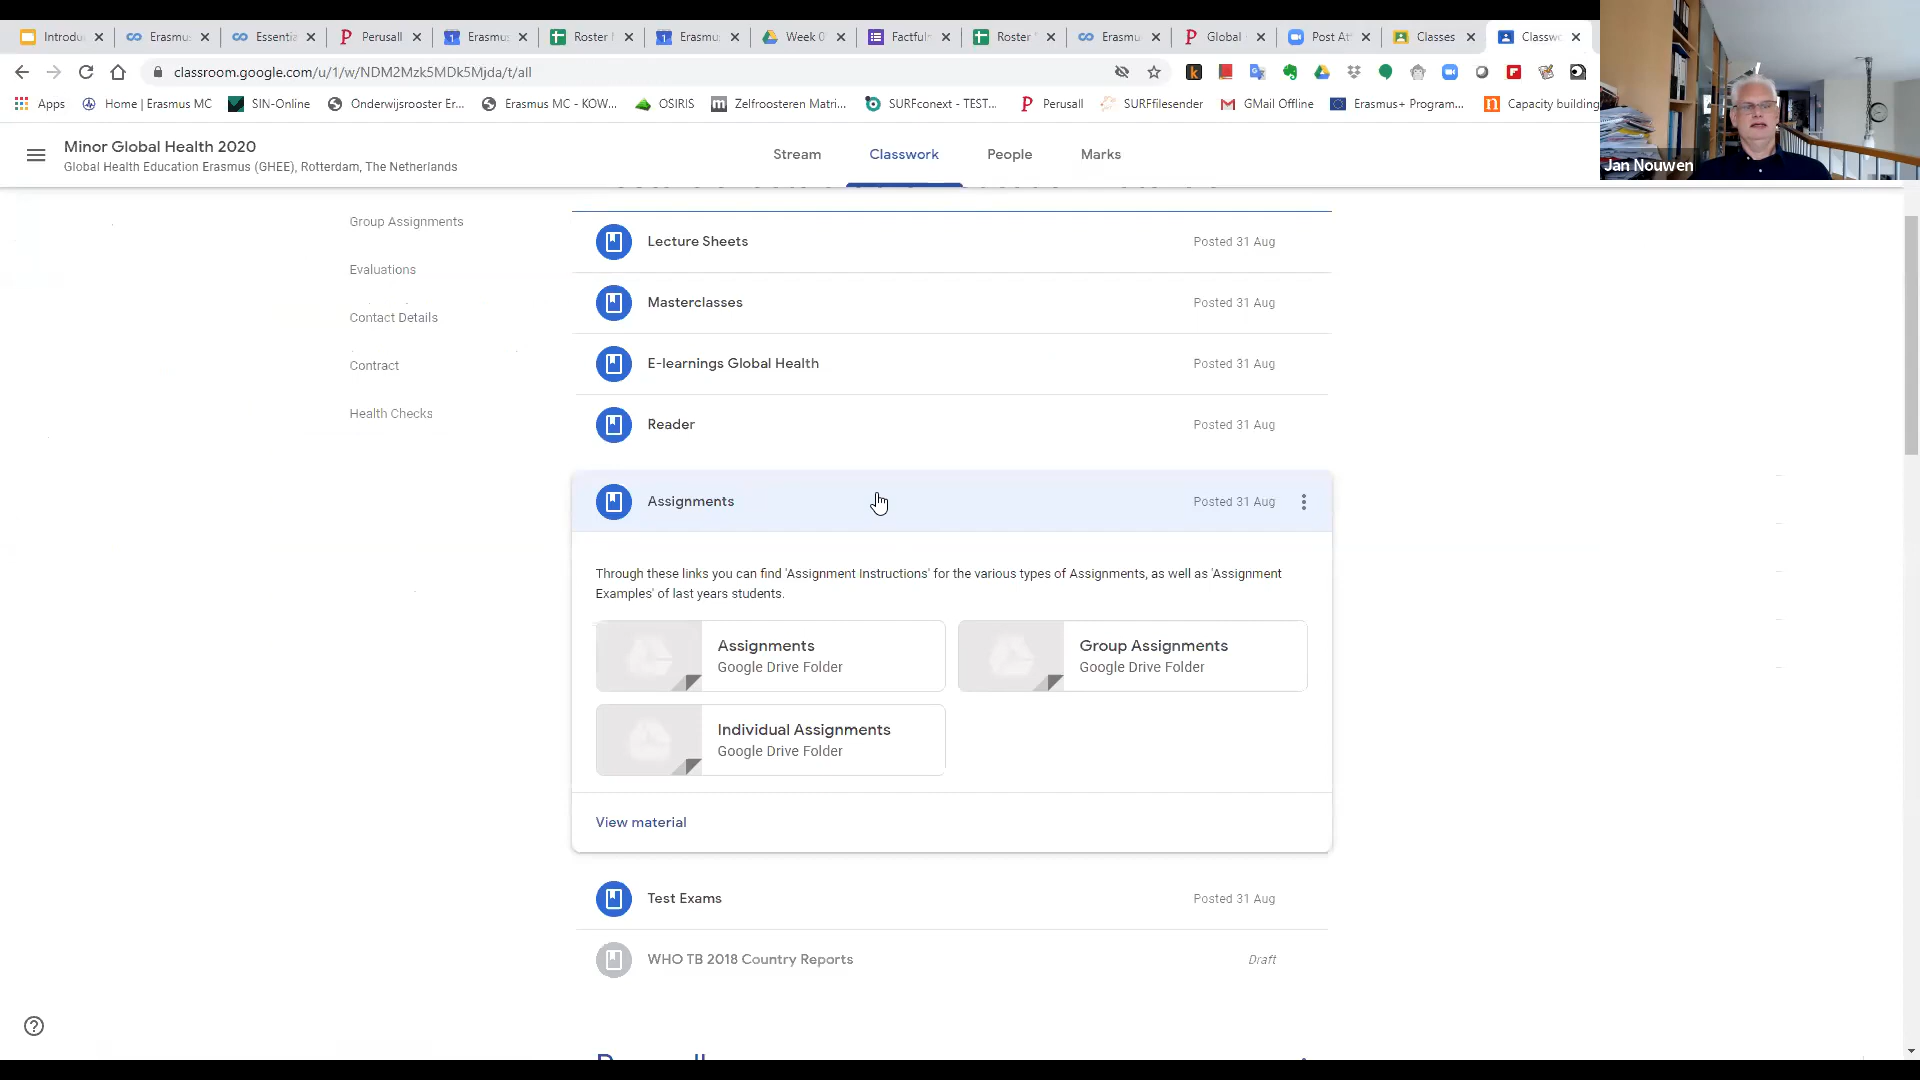 Introdu
Erasmus
Essentia
Perusall
Erasmu
Roster
Erasmu
Week 0
Factfuln
Roster
Erasmu
Global
Post At
Classes
Classwo
classroom.google.com/u/1/w/NDM2Mzk5MDk5Mjda/t/all
Apps
Home | Erasmus MC
SIN-Online
Onderwijsrooster Er...
Erasmus MC - KOW...
OSIRIS
Zelfroosteren Matri...
SURFconext - TEST...
Perusall
SURFfilesender
GMail Offline
Erasmus+ Program...
Capacity building
Minor Global Health 2020
Global Health Education Erasmus (GHEE), Rotterdam, The Netherlands
Stream
Classwork
People
Marks
Jan Nouwen
Group Assignments
Evaluations
Contact Details
Contract
Health Checks
Lecture Sheets
Posted 31 Aug
Masterclasses
Posted 31 Aug
E-learnings Global Health
Posted 31 Aug
Reader
Posted 31 Aug
Assignments
Posted 31 Aug
Through these links you can find 'Assignment Instructions' for the various types of Assignments, as well as 'Assignment
Examples' of last years students.
Assignments
Google Drive Folder
Group Assignments
Google Drive Folder
Individual Assignments
Google Drive Folder
View material
Test Exams
Posted 31 Aug
WHO TB 2018 Country Reports
Draft